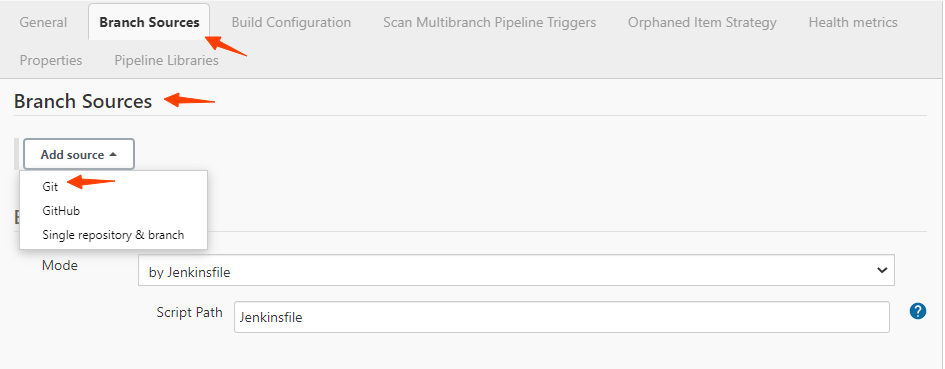 General Branch Sources Build Configuration Scan Multibranch Pipeline Triggers Orphaned Item Strategy Health metrics
Properties Pipeline Libraries
Branch Sources
Add source
Git
GitHub
Single repository & branch
Mode by Jenkinsfile
Script Path Jenkinsfile ?